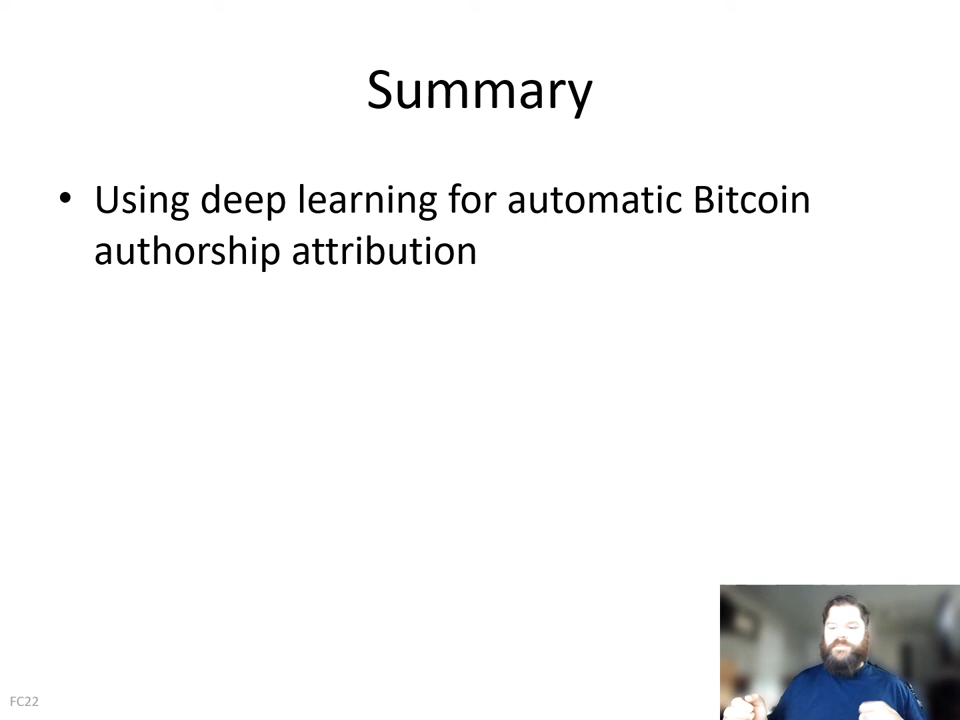 Summary
• Using deep learning for automatic Bitcoin
authorship attribution
FC22